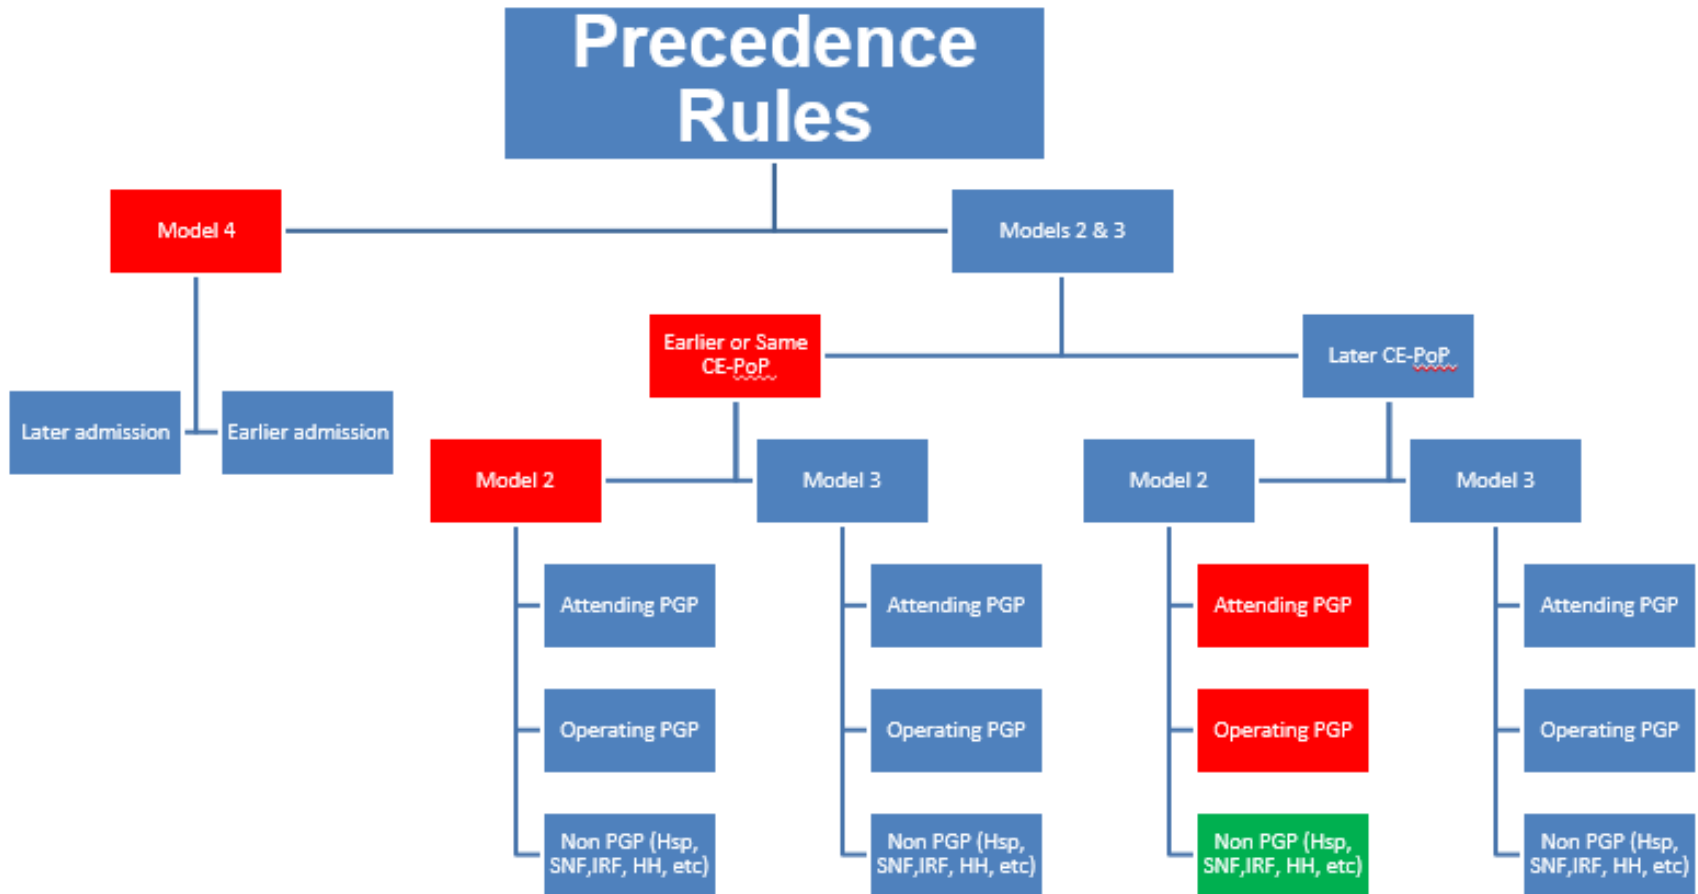 Precedence
Rules
Model 4
Models 2 & 3
Earlier or Same
CE-PoP
Later CE-PoP
Later admission
Earlier admission
Model 2
Model 3
Model 2
Model 3
Attending PGP
Attending PGP
Attending PGP
Attending PGP
Operating PGP
Operating PGP
Operating PGP
Operating PGP
Non PGP (Hsp,
SNF,IRF, HH, etc)
Non PGP (Hsp,
SNF,IRF, HH, etc)
Non PGP (Hsp,
SNF,IRF, HH, etc)
Non PGP (Hsp,
SNF,IRF, HH, etc)